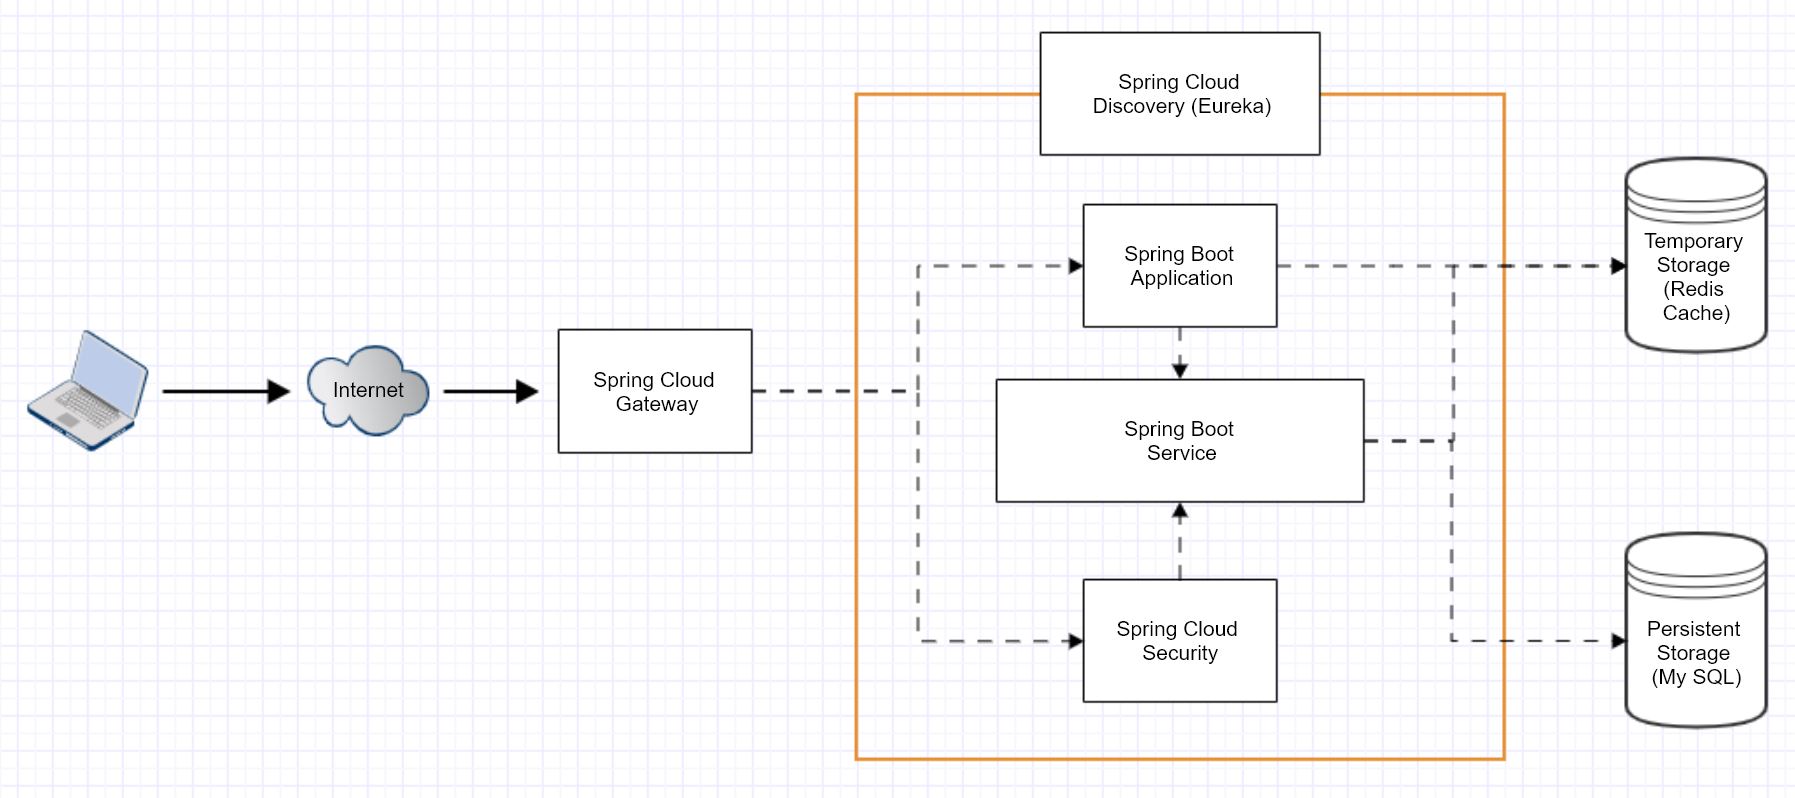 Internet
Spring Cloud
Gateway
Spring Cloud
Discovery (Eureka)
Spring Boot
Application
Spring Boot
Service
Spring Cloud
Security
Temporary
Storage
(Redis
Cache)
Persistent
Storage
(My SQL)